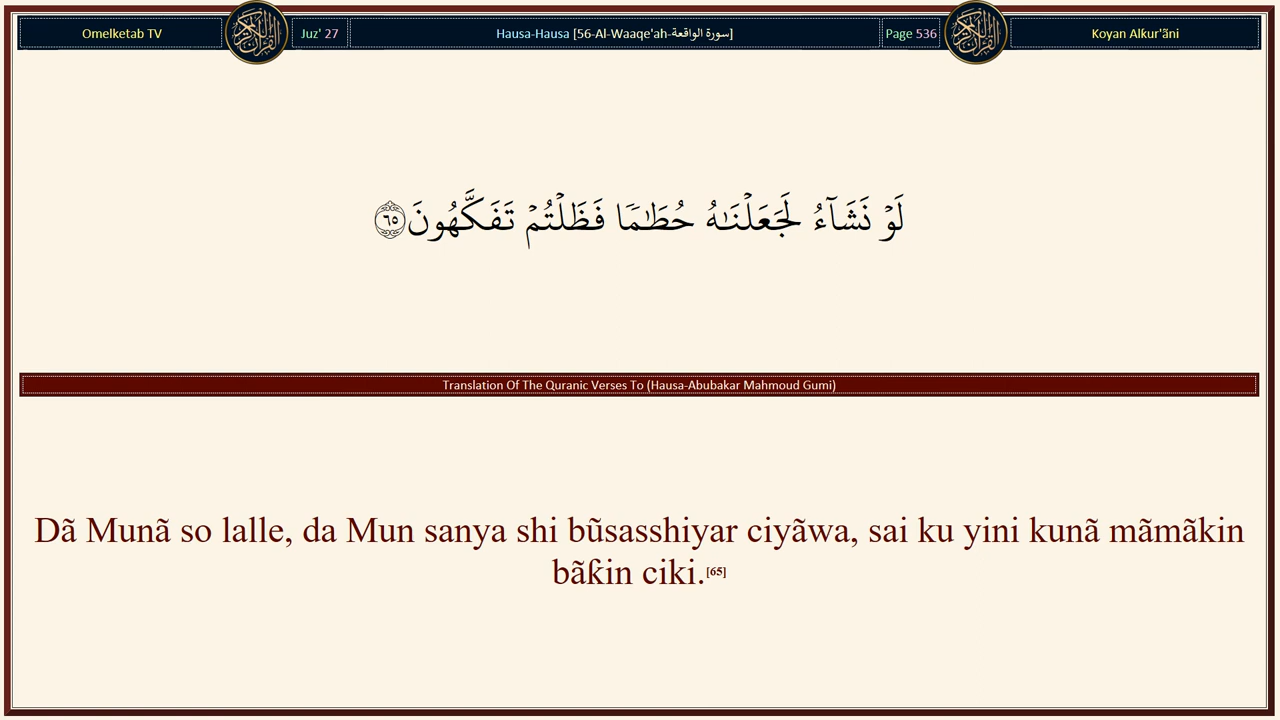 Omelketab TV
Juz' 27
Hausa-Hausa [56-Al-Waaqe'ah-سورة الواقعة]
Page 536
Koyan Alƙur'ãni
لَوۡ نَشَآءُ لَجَعَلۡنَٰهُ حُطَٰمٗا فَظَلۡتُمۡ تَفَكَّهُونَ ٦٥
Translation Of The Quranic Verses To (Hausa-Abubakar Mahmoud Gumi)
Dã Munã so lalle, da Mun sanya shi bũsasshiyar ciyãwa, sai ku yini kunã mãmãkin
bãƙin ciki.[65]